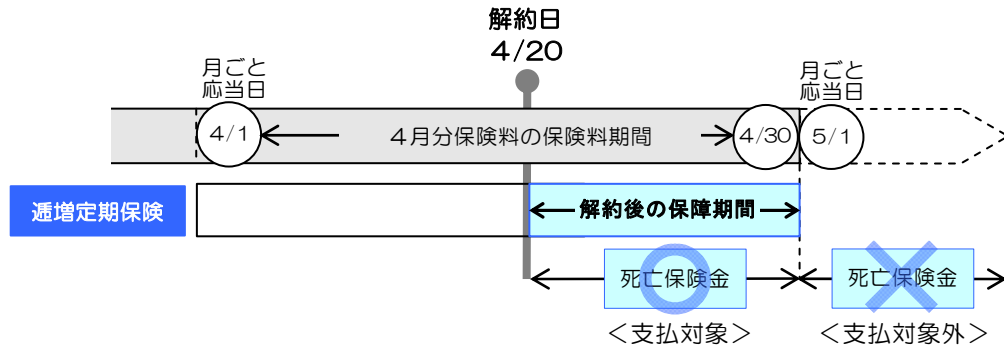 解約日
４/20
月ごと
応当日
月ごと
応当日
4/1
４月分保険料の保険料期間
4/30
5/1
逓増定期保険
解約後の保障期間
死亡保険金
死亡保険金
＜支払対象＞
＜支払対象外＞